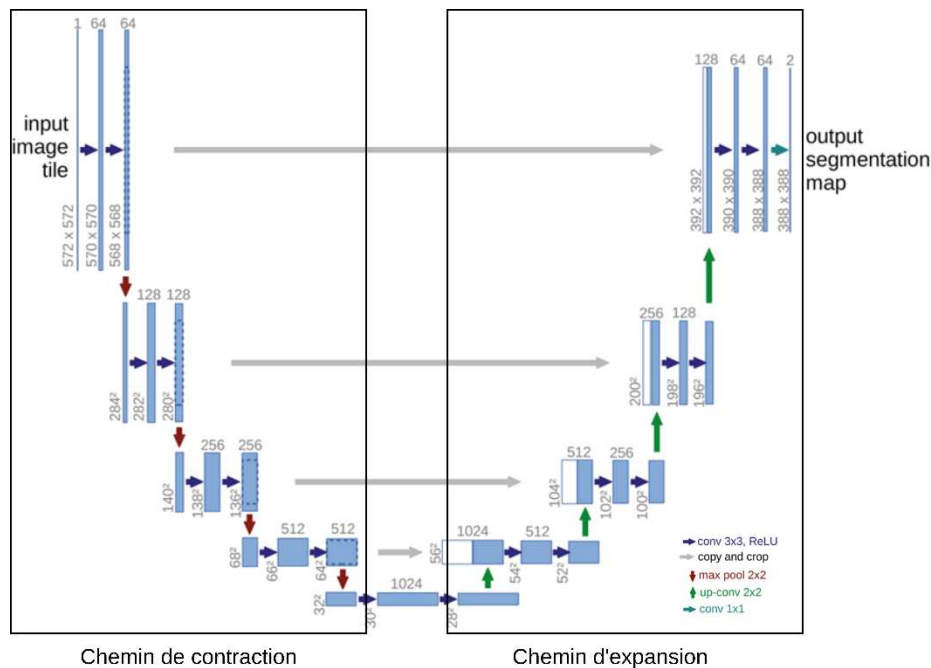 1 64 64
128 64 64 2
input
image
tile
output
segmentation
map
572 x 572
570 x 570
568 x 568
392 x 392
390 x 390
388 x 388
388 x 388
128 128
256 128
284²
282²
280²
200²
198²
196²
256 256
512 256
140²
138²
136²
104²
102²
100²
512 512
1024 512
68²
66²
64²
56²
54²
52²
1024
32²
30²
28²
conv 3x3, ReLU
copy and crop
max pool 2x2
up-conv 2x2
conv 1x1
Chemin de contraction
Chemin d'expansion